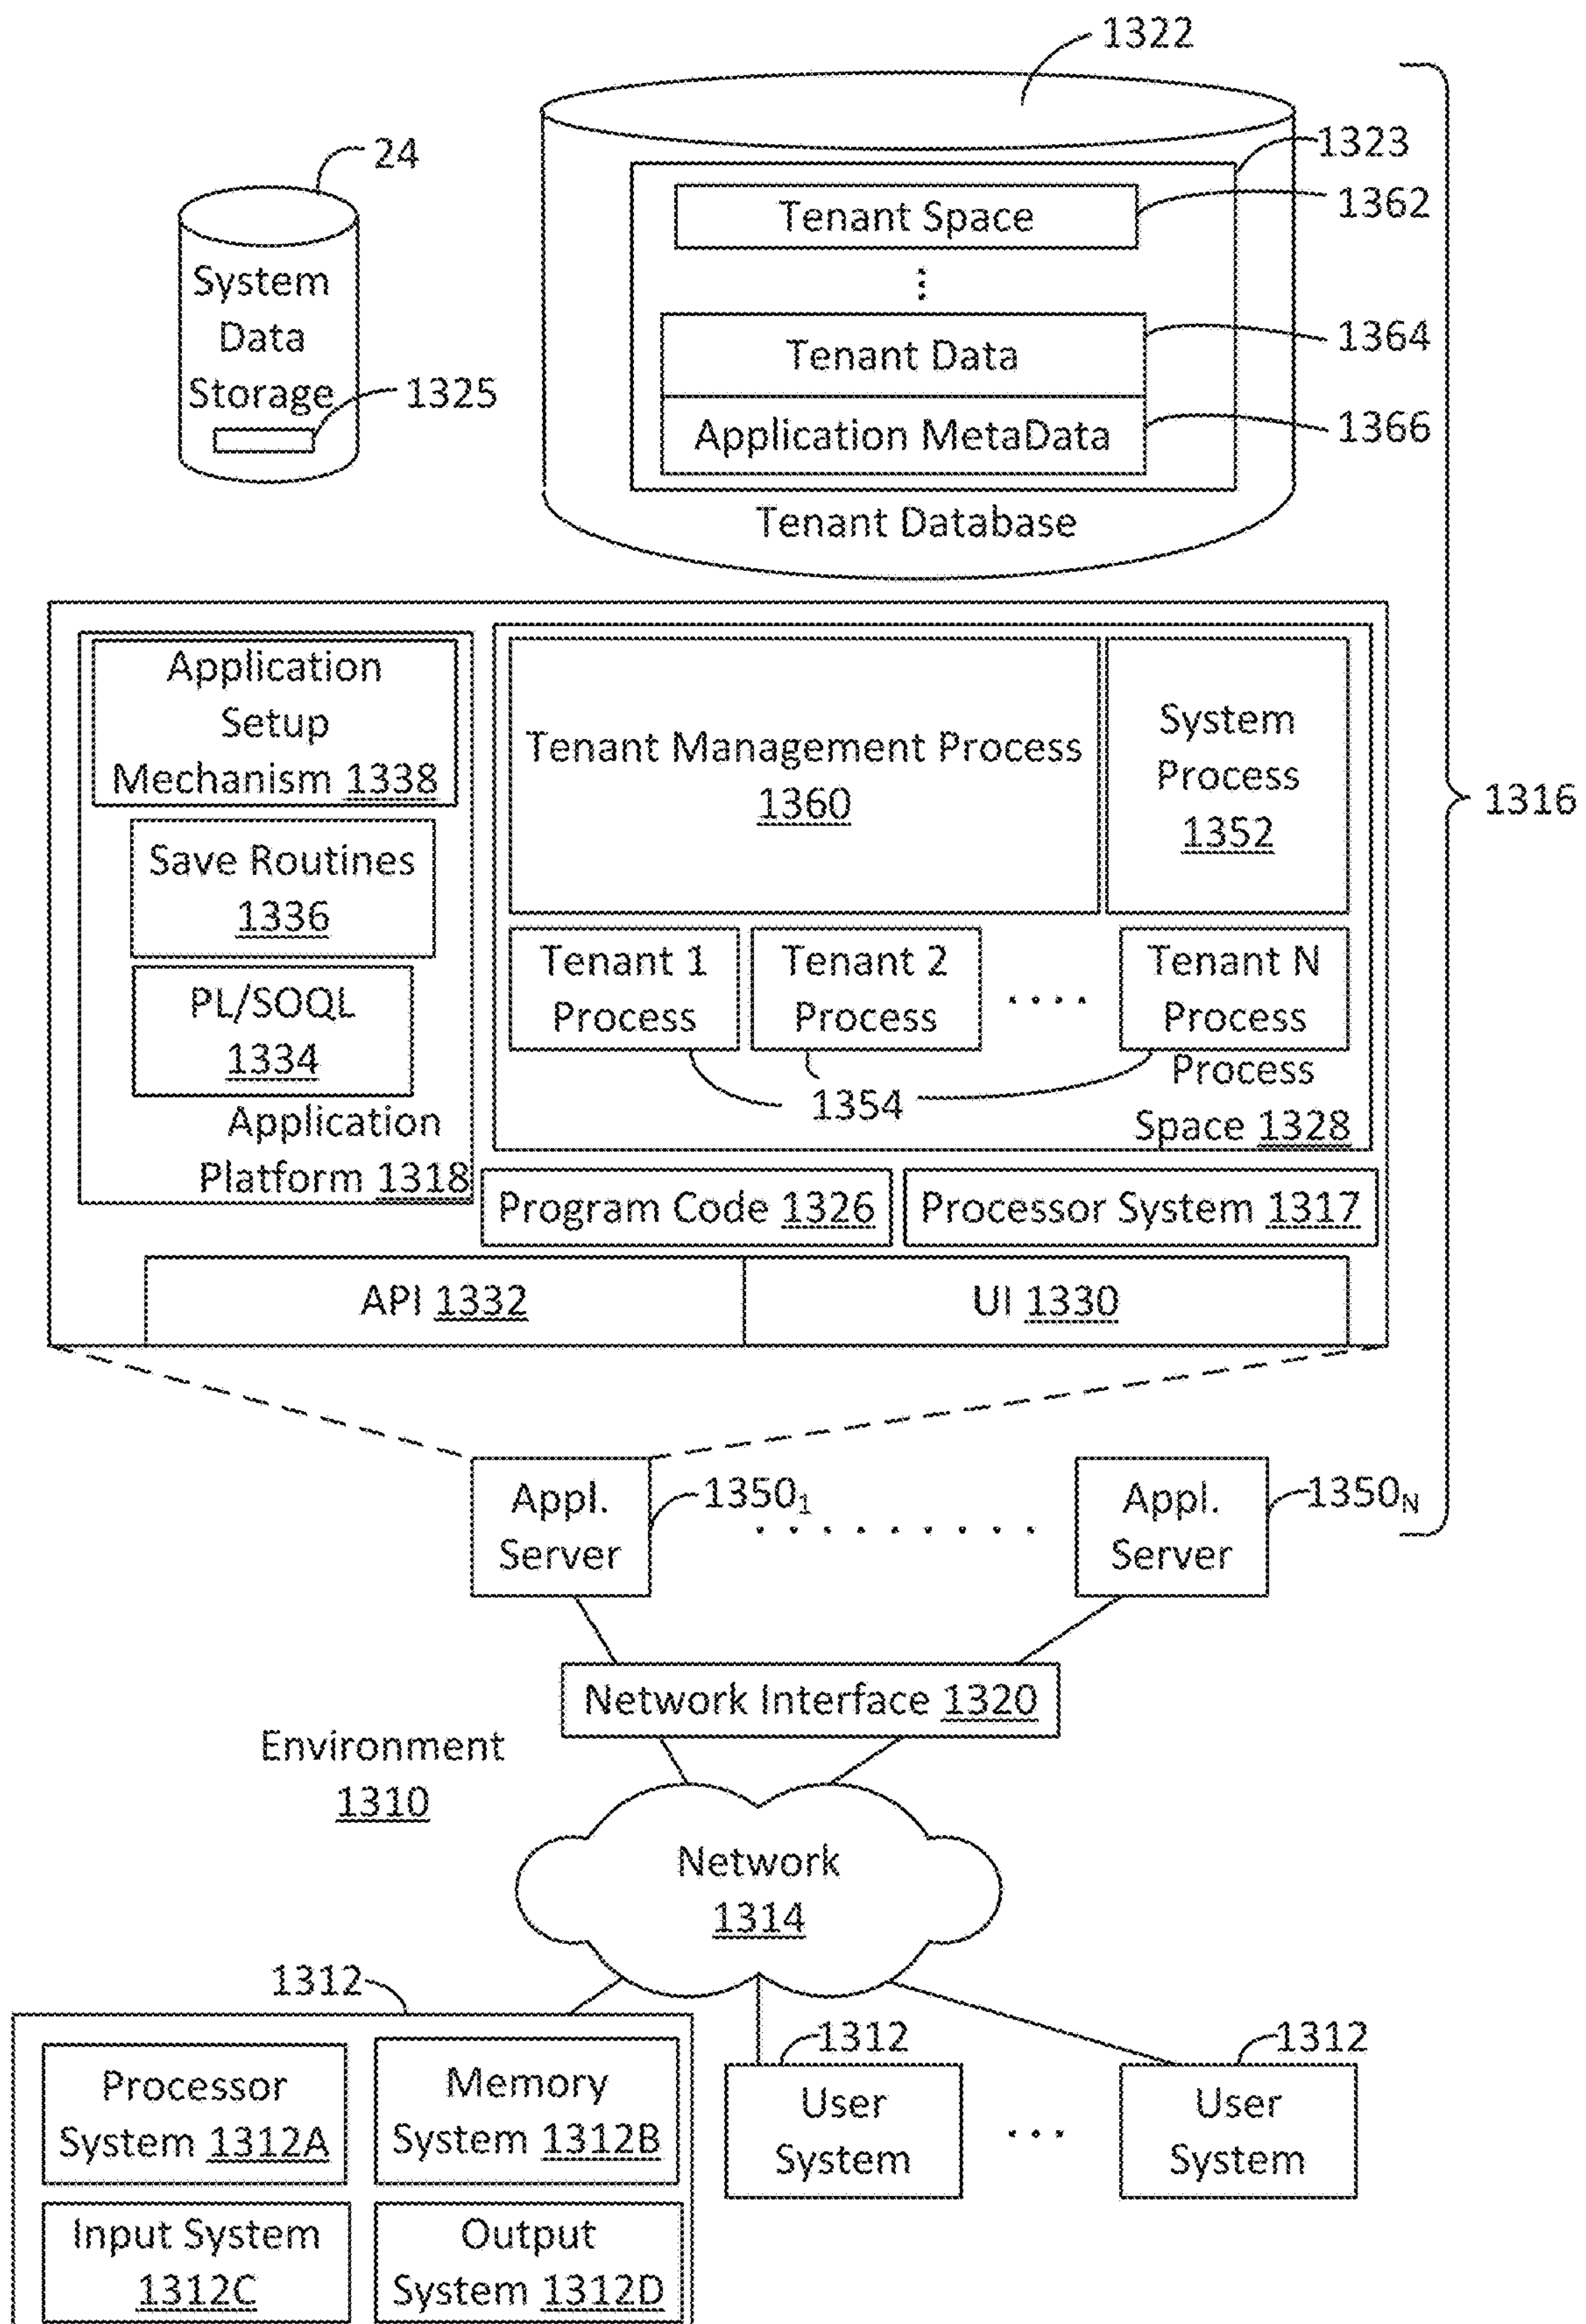 1322
24
1323
Tenant Space
1362
System
Data
Storage
1325
Tenant Data
1364
Application MetaData
1366
Tenant Database
Application
Setup
Mechanism 1338
Tenant Management Process
1360
System
Process
1352
1316
Save Routines
1336
Tenant 1
Process
Tenant 2
Process
. . . .
Tenant N
Process
PL/SOQL
1334
1354
Process
Space 1328
Application
Platform 1318
Program Code 1326
Processor System 1317
API 1332
UI 1330
Appl.
Server
1350₁
. . . . . . . . .
Appl.
Server
1350N
Network Interface 1320
Environment
1310
Network
1314
1312
Processor
System 1312A
Memory
System 1312B
Input System
1312C
Output
System 1312D
1312
User
System
. . .
1312
User
System